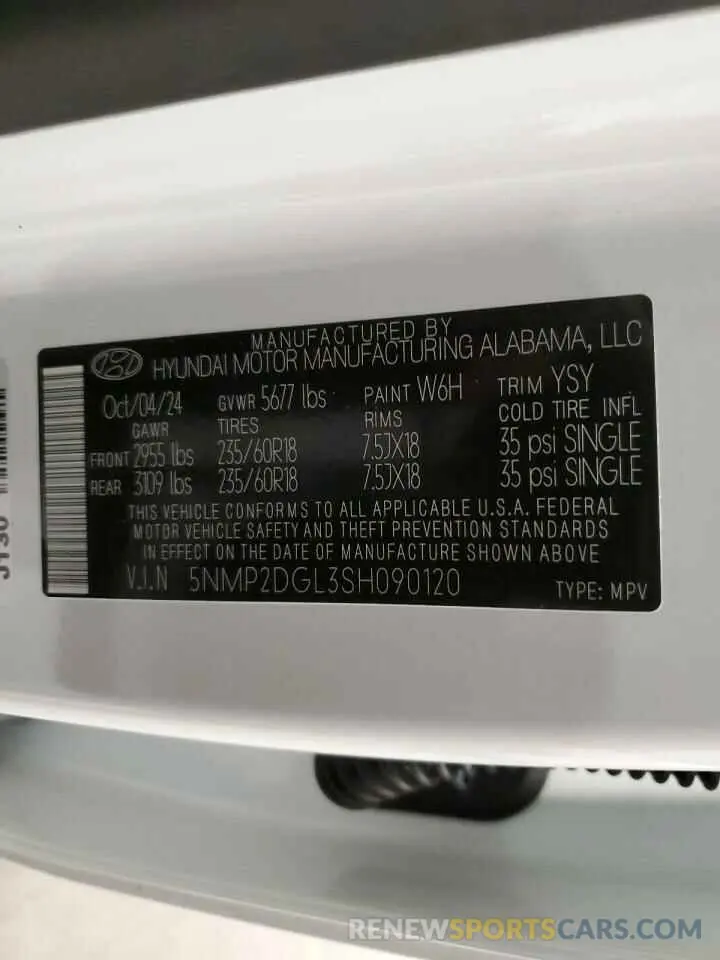 MANUFACTURED BY
HYUNDAI MOTOR MANUFACTURING ALABAMA, LLC
Oct/04/24 GVWR 5677 lbs PAINT W6H TRIM YSY
GAWR TIRES RIMS COLD TIRE INFL
FRONT 2955 lbs 235/60R18 7.5JX18 35 psi SINGLE
REAR 3109 lbs 235/60R18 7.5JX18 35 psi SINGLE
THIS VEHICLE CONFORMS TO ALL APPLICABLE U.S.A. FEDERAL
MOTOR VEHICLE SAFETY AND THEFT PREVENTION STANDARDS
IN EFFECT ON THE DATE OF MANUFACTURE SHOWN ABOVE
V.I.N 5NMP2DGL3SH090120 TYPE: MPV
RENEWSPORTSCARS.COM